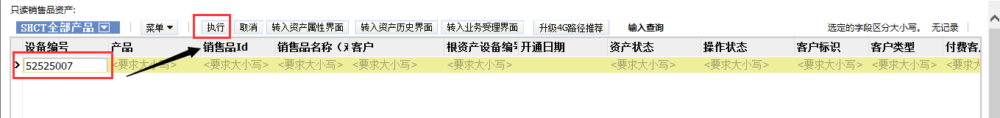 只读销售品资产:
SHCT全部产品 菜单 执行 取消 转入资产属性界面 转入资产历史界面 转入业务受理界面 升级4G路径推荐 输入查询 选定的字段区分大小写。 无记录
设备编号 产品 销售品Id 销售品名称（对 客户 根资产设备编号 开通日期 资产状态 操作状态 客户标识 客户类型 付费客
52525007 <要求大小写> <要求大小写> <要求大小写> <要求大小写> <要求大小写> <要求大小写> <要求大小写> <要求大小写> <要求大小写> <要求大